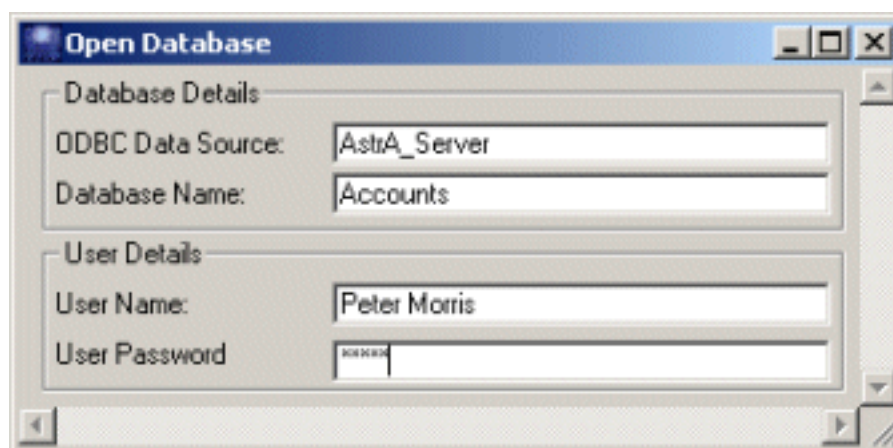 Open Database
Database Details
ODBC Data Source: AstrA_Server
Database Name: Accounts
User Details
User Name: Peter Morris
User Password *****